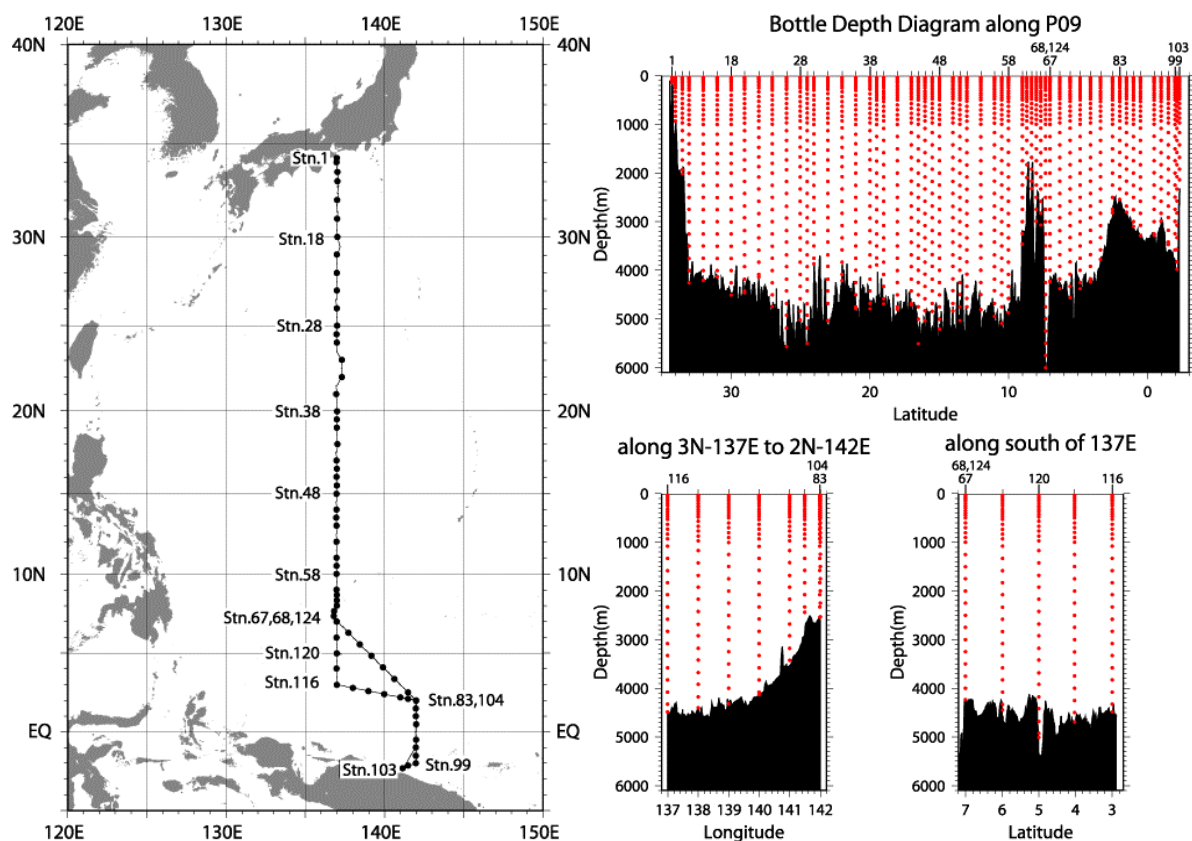 120E 130E 140E 150E
40N 40N
30N 30N
20N 20N
10N 10N
EQ EQ
120E 130E 140E 150E
Stn.1
Stn.18
Stn.28
Stn.38
Stn.48
Stn.58
Stn.67,68,124
Stn.120
Stn.116
Stn.83,104
Stn.103
Stn.99
Bottle Depth Diagram along P09
68,124 103
1 18 28 38 48 58 67 83 99
0
1000
2000
3000
4000
5000
6000
Depth(m)
30 20 10 0
Latitude
along 3N-137E to 2N-142E
104
116 83
0
1000
2000
3000
4000
5000
6000
Depth(m)
137 138 139 140 141 142
Longitude
along south of 137E
68,124
67 120 116
0
1000
2000
3000
4000
5000
6000
Depth(m)
7 6 5 4 3
Latitude